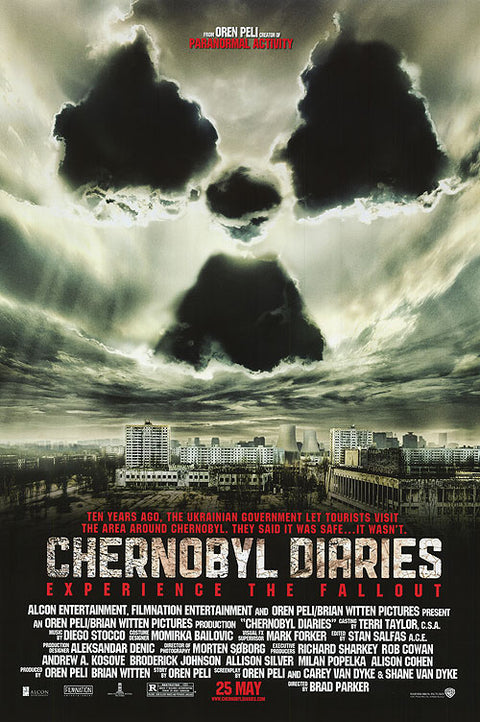 FROM OREN PELI CREATOR OF
PARANORMAL ACTIVITY
TEN YEARS AGO, THE UKRAINIAN GOVERNMENT LET TOURISTS VISIT
THE AREA AROUND CHERNOBYL. THEY SAID IT WAS SAFE...IT WASN'T.
CHERNOBYL DIARIES
EXPERIENCE THE FALLOUT
ALCON ENTERTAINMENT, FILMNATION ENTERTAINMENT AND OREN PELI/BRIAN WITTEN PICTURES PRESENT
AN OREN PELI/BRIAN WITTEN PICTURES PRODUCTION "CHERNOBYL DIARIES" CASTING BY TERRI TAYLOR, C.S.A.
MUSIC BY DIEGO STOCCO COSTUME DESIGNER MOMIRKA BAILOVIC VISUAL FX SUPERVISOR MARK FORKER EDITED BY STAN SALFAS A.C.E.
PRODUCTION DESIGNER ALEKSANDAR DENIC DIRECTOR OF PHOTOGRAPHY MORTEN SØBORG EXECUTIVE PRODUCERS RICHARD SHARKEY ROB COWAN
ANDREW A. KOSOVE BRODERICK JOHNSON ALLISON SILVER MILAN POPELKA ALISON COHEN
PRODUCED BY OREN PELI BRIAN WITTEN STORY BY OREN PELI SCREENPLAY BY OREN PELI AND CAREY VAN DYKE & SHANE VAN DYKE
DIRECTED BY BRAD PARKER
25 MAY
WWW.CHERNOBYLDIARIES.COM
ALCON
FILMNATION
R RESTRICTED